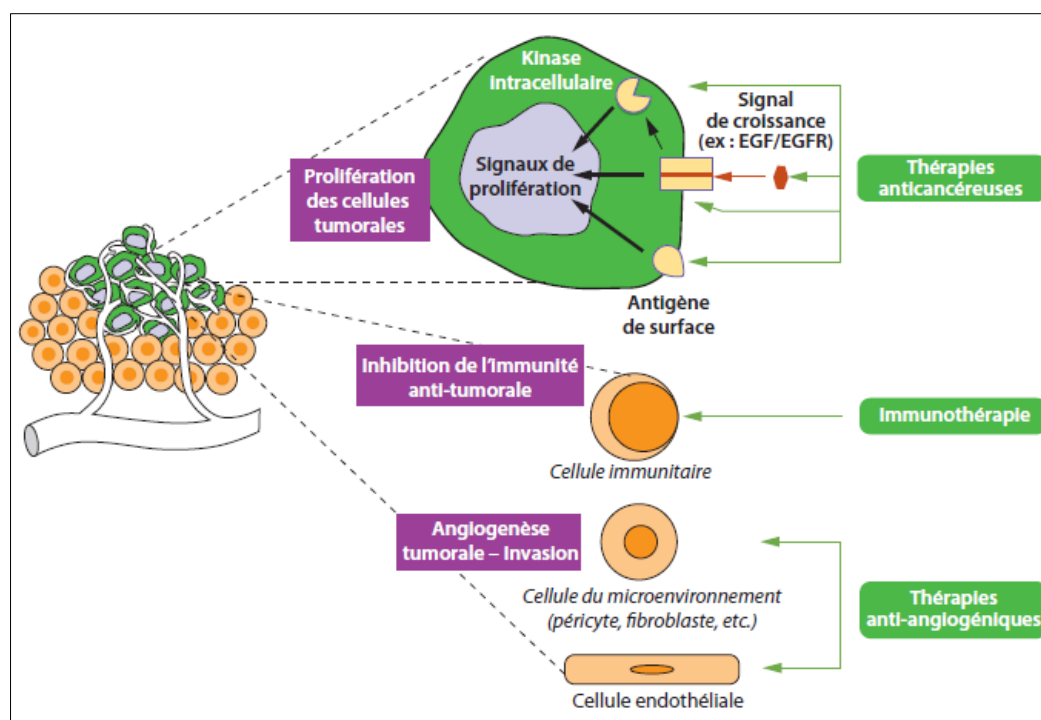 Kinase
intracellulaire
Signal
de croissance
(ex : EGF/EGFR)
Signaux de
prolifération
Prolifération
des cellules
tumorales
Thérapies
anticancéreuses
Antigène
de surface
Inhibition de l'Immunité
anti-tumorale
Immunothérapie
Cellule immunitaire
Angiogenèse
tumorale – Invasion
Cellule du microenvironnement
(péricyte, fibroblaste, etc.)
Thérapies
anti-angiogéniques
Cellule endothéliale